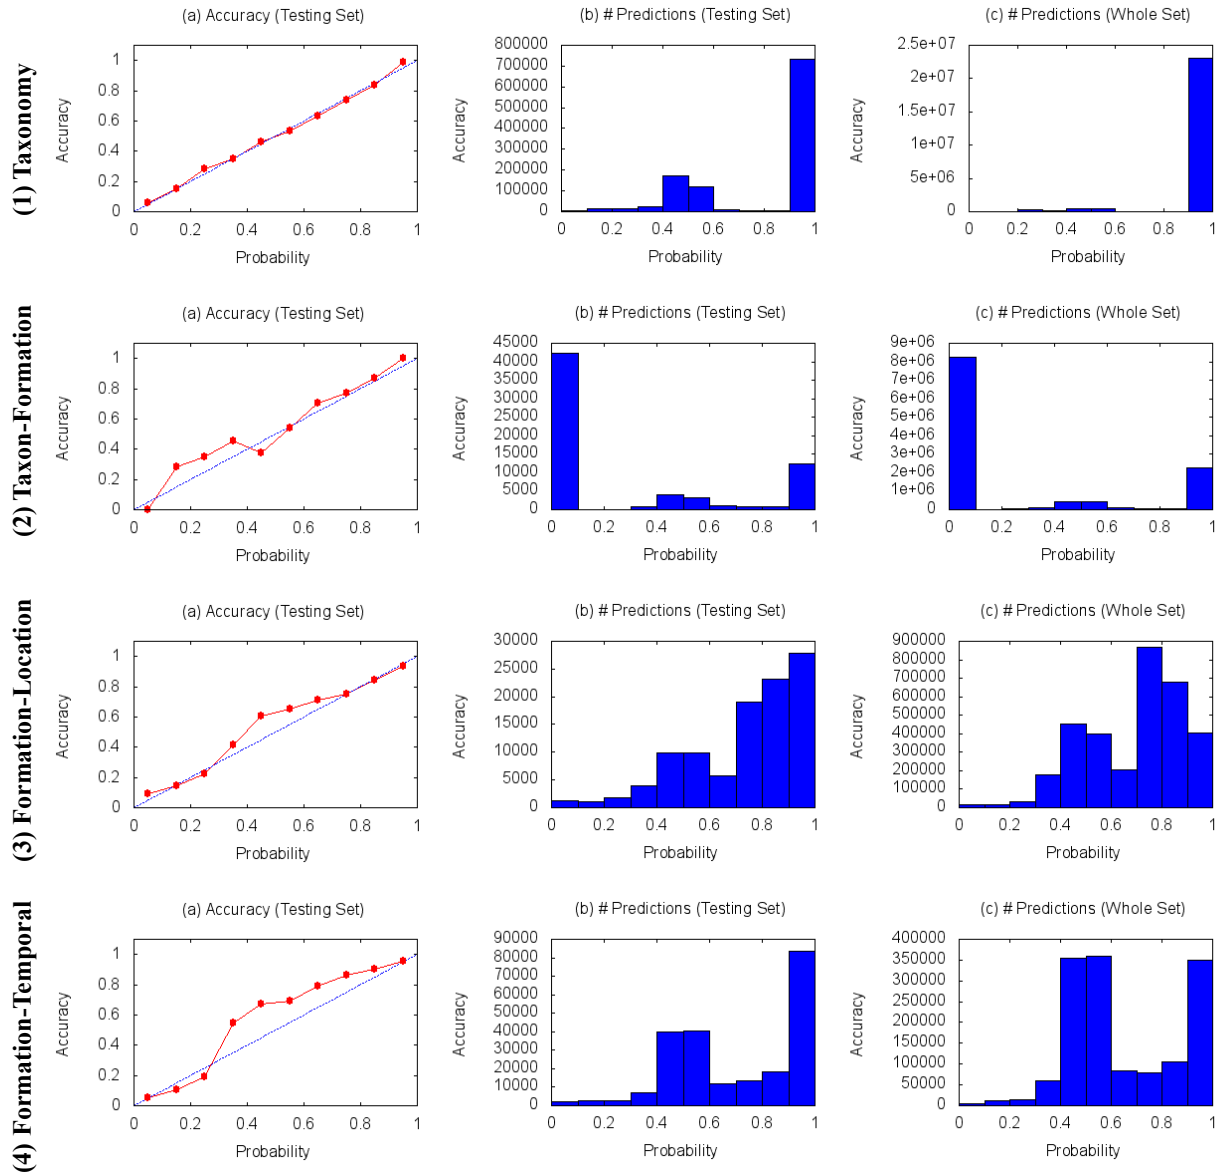 (1) Taxonomy
(a) Accuracy (Testing Set)
Accuracy
1
0.8
0.6
0.4
0.2
0
0 0.2 0.4 0.6 0.8 1
Probability
(b) # Predictions (Testing Set)
Accuracy
800000
700000
600000
500000
400000
300000
200000
100000
0
0 0.2 0.4 0.6 0.8 1
Probability
(c) # Predictions (Whole Set)
Accuracy
2.5e+07
2e+07
1.5e+07
1e+07
5e+06
0
0 0.2 0.4 0.6 0.8 1
Probability
(2) Taxon-Formation
(a) Accuracy (Testing Set)
Accuracy
1
0.8
0.6
0.4
0.2
0
0 0.2 0.4 0.6 0.8 1
Probability
(b) # Predictions (Testing Set)
Accuracy
45000
40000
35000
30000
25000
20000
15000
10000
5000
0
0 0.2 0.4 0.6 0.8 1
Probability
(c) # Predictions (Whole Set)
Accuracy
9e+06
8e+06
7e+06
6e+06
5e+06
4e+06
3e+06
2e+06
1e+06
0
0 0.2 0.4 0.6 0.8 1
Probability
(3) Formation-Location
(a) Accuracy (Testing Set)
Accuracy
1
0.8
0.6
0.4
0.2
0
0 0.2 0.4 0.6 0.8 1
Probability
(b) # Predictions (Testing Set)
Accuracy
30000
25000
20000
15000
10000
5000
0
0 0.2 0.4 0.6 0.8 1
Probability
(c) # Predictions (Whole Set)
Accuracy
900000
800000
700000
600000
500000
400000
300000
200000
100000
0
0 0.2 0.4 0.6 0.8 1
Probability
(4) Formation-Temporal
(a) Accuracy (Testing Set)
Accuracy
1
0.8
0.6
0.4
0.2
0
0 0.2 0.4 0.6 0.8 1
Probability
(b) # Predictions (Testing Set)
Accuracy
90000
80000
70000
60000
50000
40000
30000
20000
10000
0
0 0.2 0.4 0.6 0.8 1
Probability
(c) # Predictions (Whole Set)
Accuracy
400000
350000
300000
250000
200000
150000
100000
50000
0
0 0.2 0.4 0.6 0.8 1
Probability